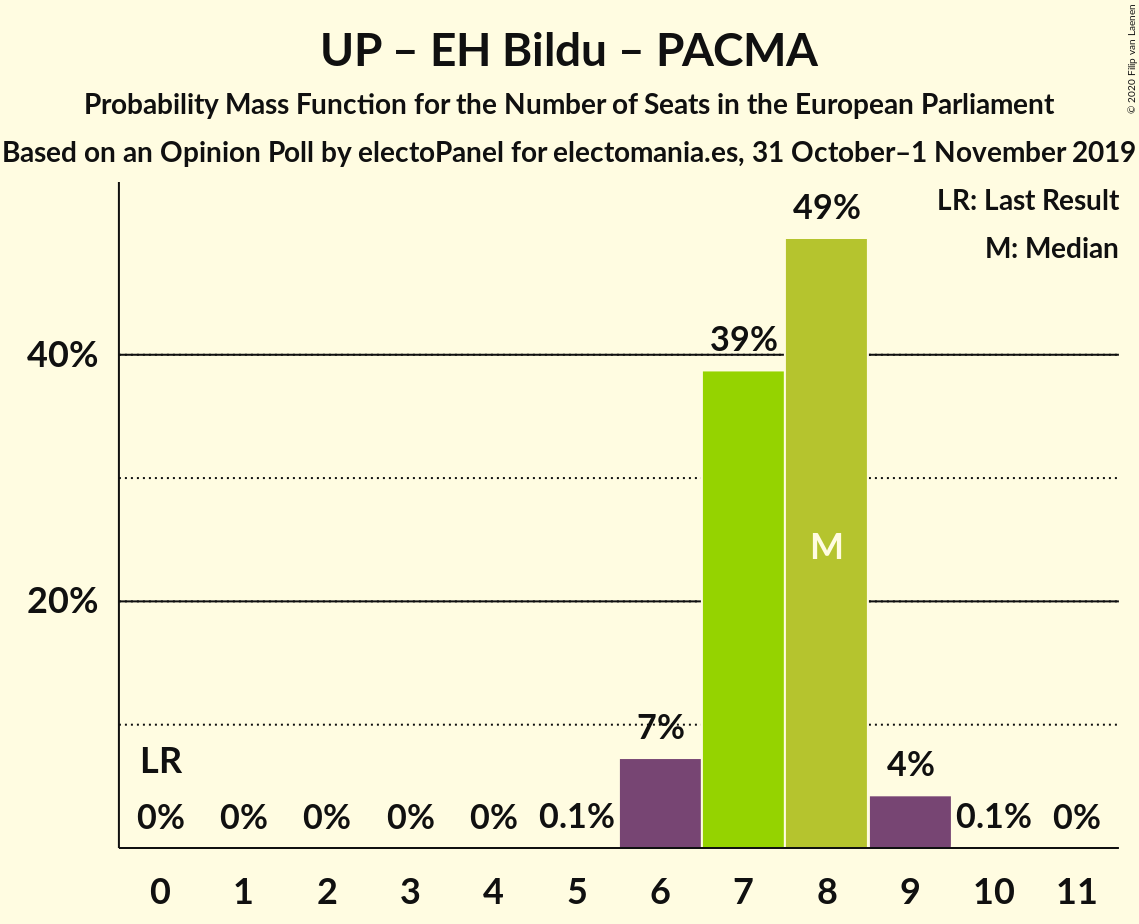 UP – EH Bildu – PACMA
Probability Mass Function for the Number of Seats in the European Parliament
Based on an Opinion Poll by electoPanel for electomania.es, 31 October–1 November 2019
© 2020 Filip van Laenen
LR: Last Result
M: Median
49%
39%
40%
M
20%
7%
LR
4%
0% 0% 0% 0% 0% 0.1% 0.1% 0%
0 1 2 3 4 5 6 7 8 9 10 11